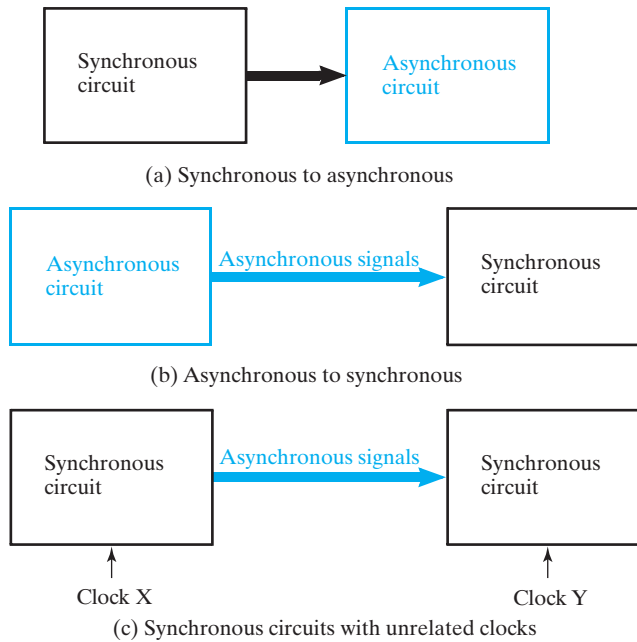 Synchronous
circuit
Asynchronous
circuit
(a) Synchronous to asynchronous
Asynchronous
circuit
Asynchronous signals
Synchronous
circuit
(b) Asynchronous to synchronous
Synchronous
circuit
Asynchronous signals
Synchronous
circuit
Clock X
Clock Y
(c) Synchronous circuits with unrelated clocks